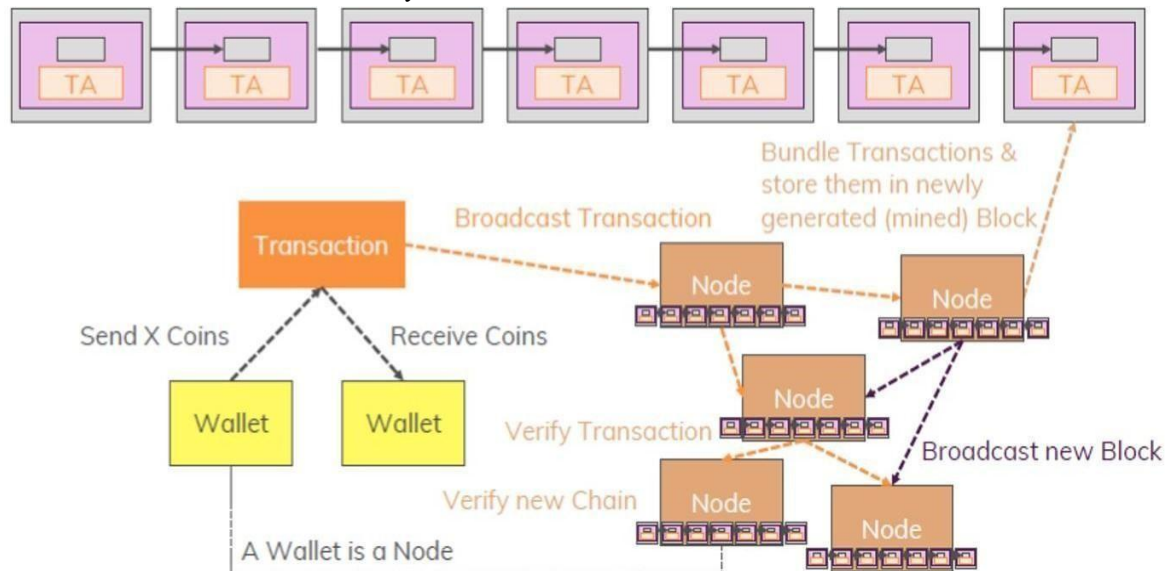 TA TA TA TA TA TA TA
Bundle Transactions &
store them in newly
generated (mined) Block
Broadcast Transaction
Transaction
Node
Node
Send X Coins
Receive Coins
Wallet
Wallet
Node
Verify Transaction
Broadcast new Block
Verify new Chain
Node
Node
A Wallet is a Node